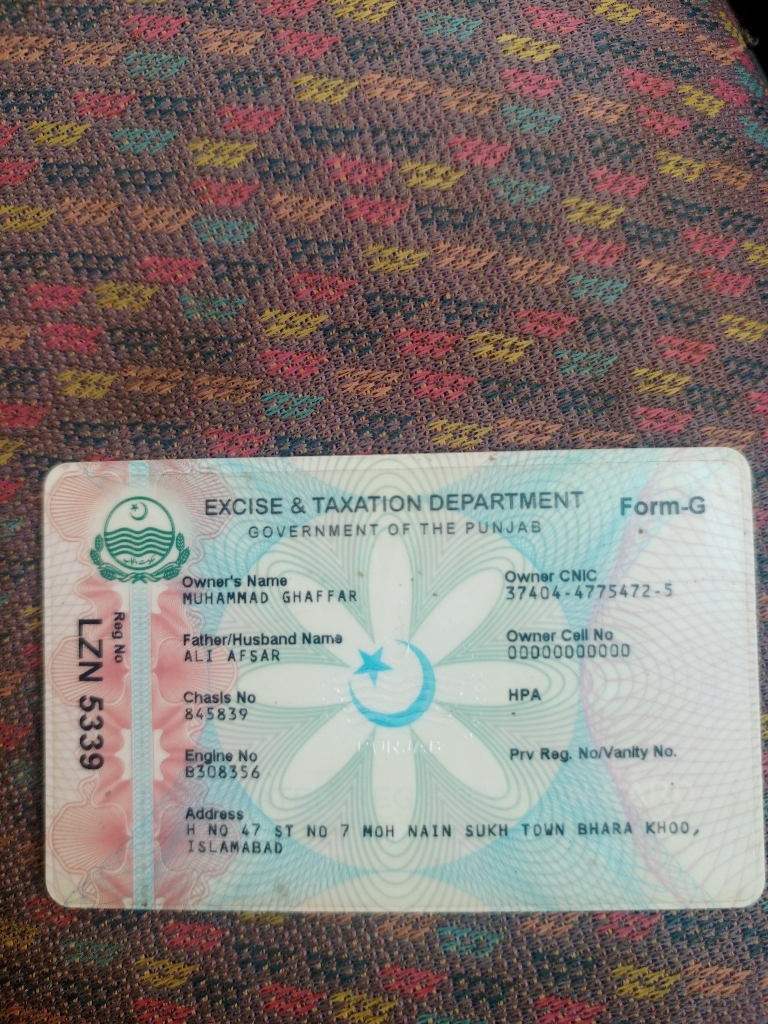 EXCISE & TAXATION DEPARTMENT
Form-G
GOVERNMENT OF THE PUNJAB
Reg No
LZN 5339
Owner's Name
MUHAMMAD GHAFFAR
Owner CNIC
37404-4775472-5
Father/Husband Name
ALI AFSAR
Owner Cell No
00000000000
Chasis No
845839
HPA
-
Engine No
B308356
Prv Reg. No/Vanity No.
PUNJAB
Address
H NO 47 ST NO 7 MOH NAIN SUKH TOWN BHARA KHOO,
ISLAMABAD